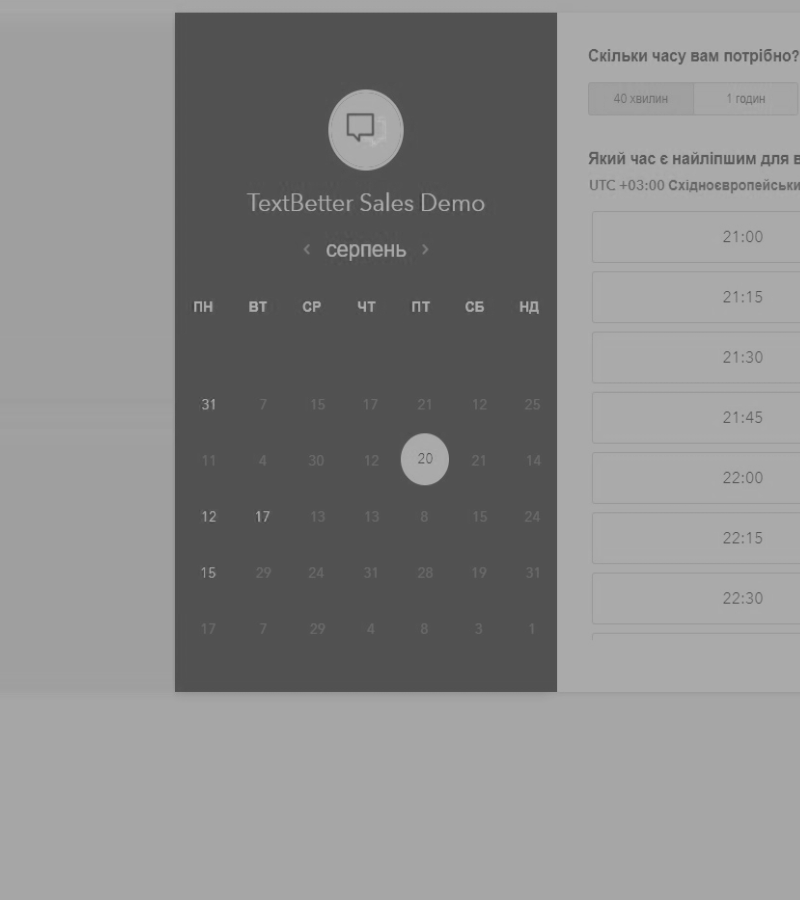 TextBetter Sales Demo
серпень
ПН ВТ СР ЧТ ПТ СБ НД
31 7 15 17 21 12 25
11 4 30 12 20 21 14
12 17 13 13 8 15 24
15 29 24 31 28 19 31
17 7 29 4 8 3 1
Скільки часу вам потрібно?
40 хвилин 1 годин
Який час є найліпшим для в
UTC +03:00 Східноєвропейськи
21:00
21:15
21:30
21:45
22:00
22:15
22:30